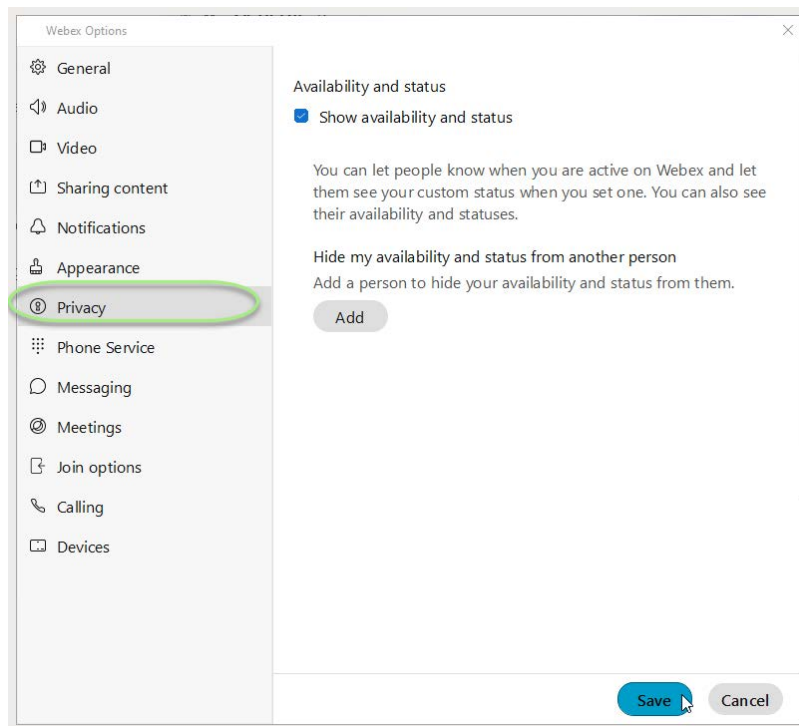 Webex Options
General
Audio
Video
Sharing content
Notifications
Appearance
Privacy
Phone Service
Messaging
Meetings
Join options
Calling
Devices
Availability and status
Show availability and status
You can let people know when you are active on Webex and let
them see your custom status when you set one. You can also see
their availability and statuses.
Hide my availability and status from another person
Add a person to hide your availability and status from them.
Add
Save
Cancel